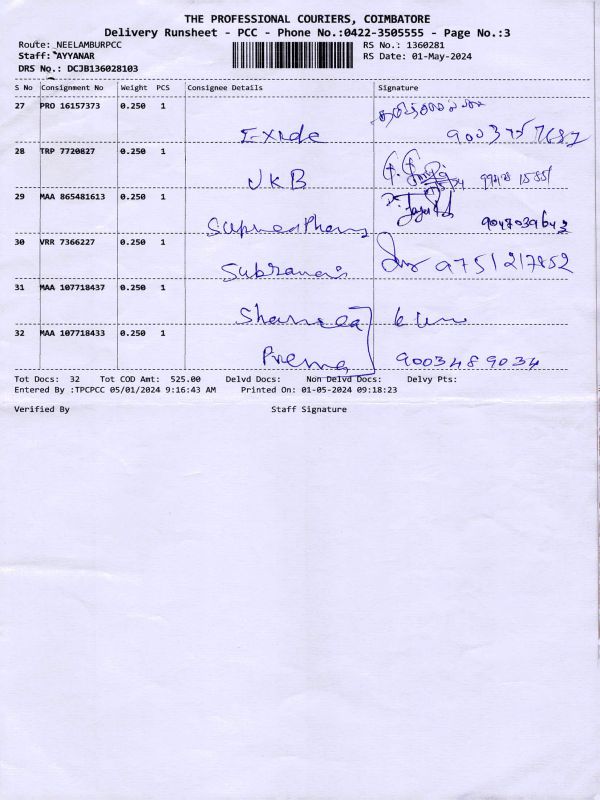 THE PROFESSIONAL COURIERS, COIMBATORE
Delivery Runsheet - PCC - Phone No.:0422-3505555 - Page No.:3
Route: NEELAMBURPCC RS No.: 1360281
Staff: AYYANAR RS Date: 01-May-2024
DRS No.: DCJB136028103
S No Consignment No Weight PCS Consignee Details Signature
27 PRO 16157373 0.250 1
Exide
28 TRP 7720827 0.250 1
UKB
29 MAA 865481613 0.250 1
9047039643
30 VRR 7366227 0.250 1
9751217852
31 MAA 107718437 0.250 1
32 MAA 107718433 0.250 1
Prema 9003489034
Tot Docs: 32 Tot COD Amt: 525.00 Delvd Docs: Non Delvd Docs: Delvy Pts:
Entered By :TPCPCC 05/01/2024 9:16:43 AM Printed On: 01-05-2024 09:18:23
Verified By Staff Signature